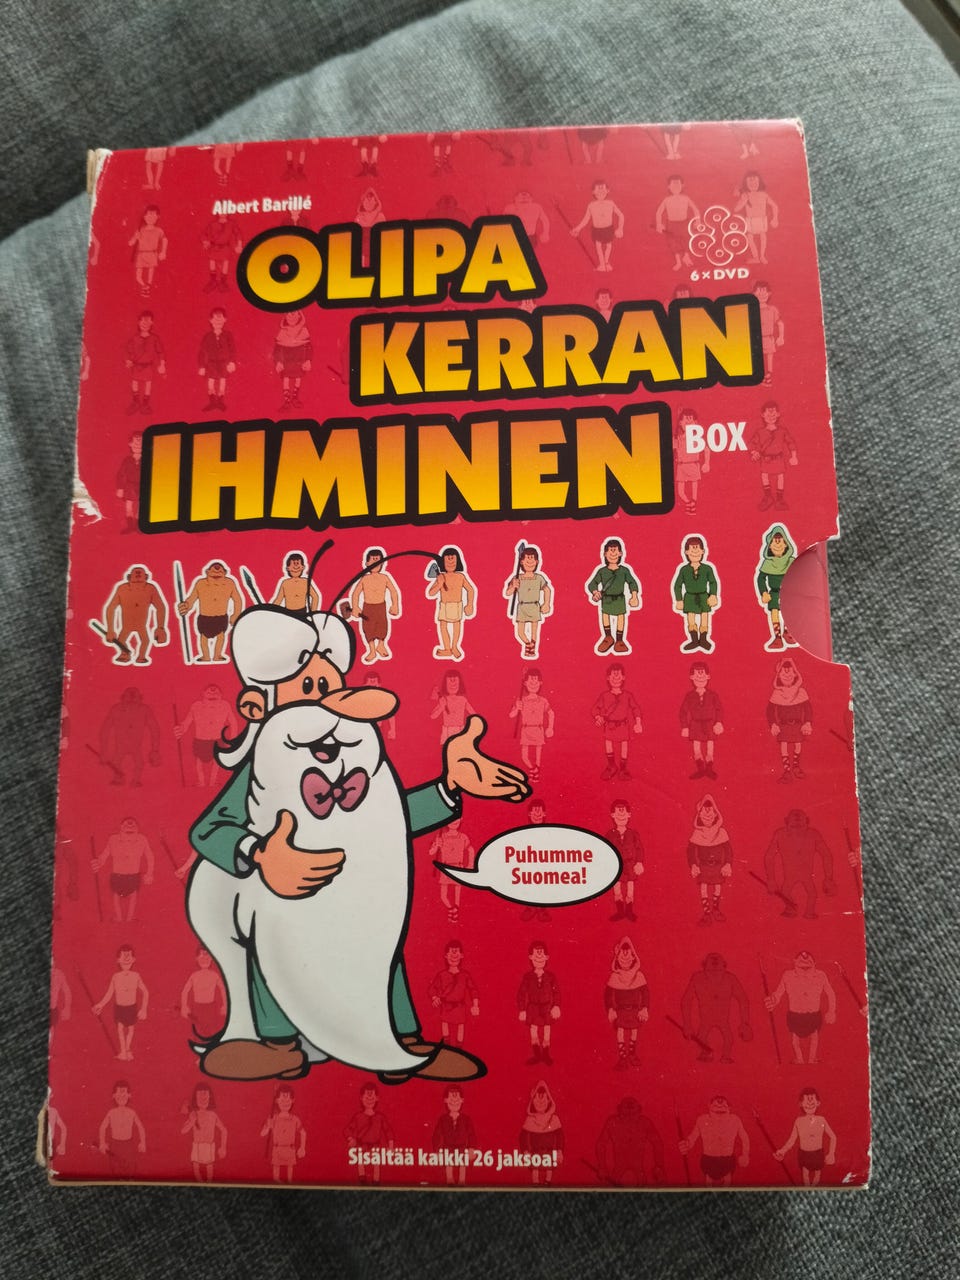 Albert Barillé
OLIPA
6 x DVD
KERRAN
IHMINEN
BOX
Puhumme
Suomea!
Sisältää kaikki 26 jaksoa!